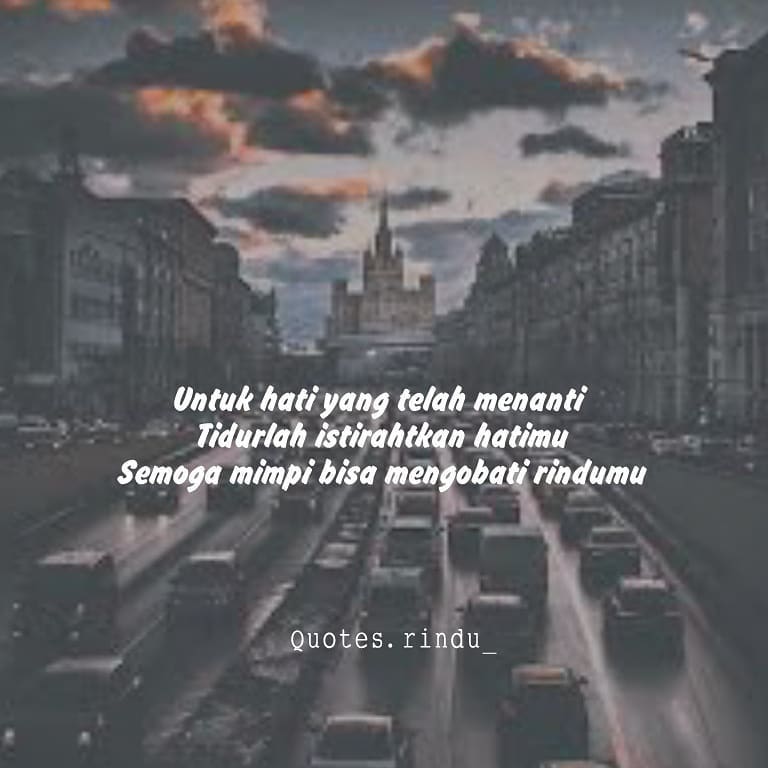 Untuk hati yang telah menanti
Tidurlah istirahtkan hatimu
Semoga mimpi bisa mengobati rindumu
Quotes.rindu_